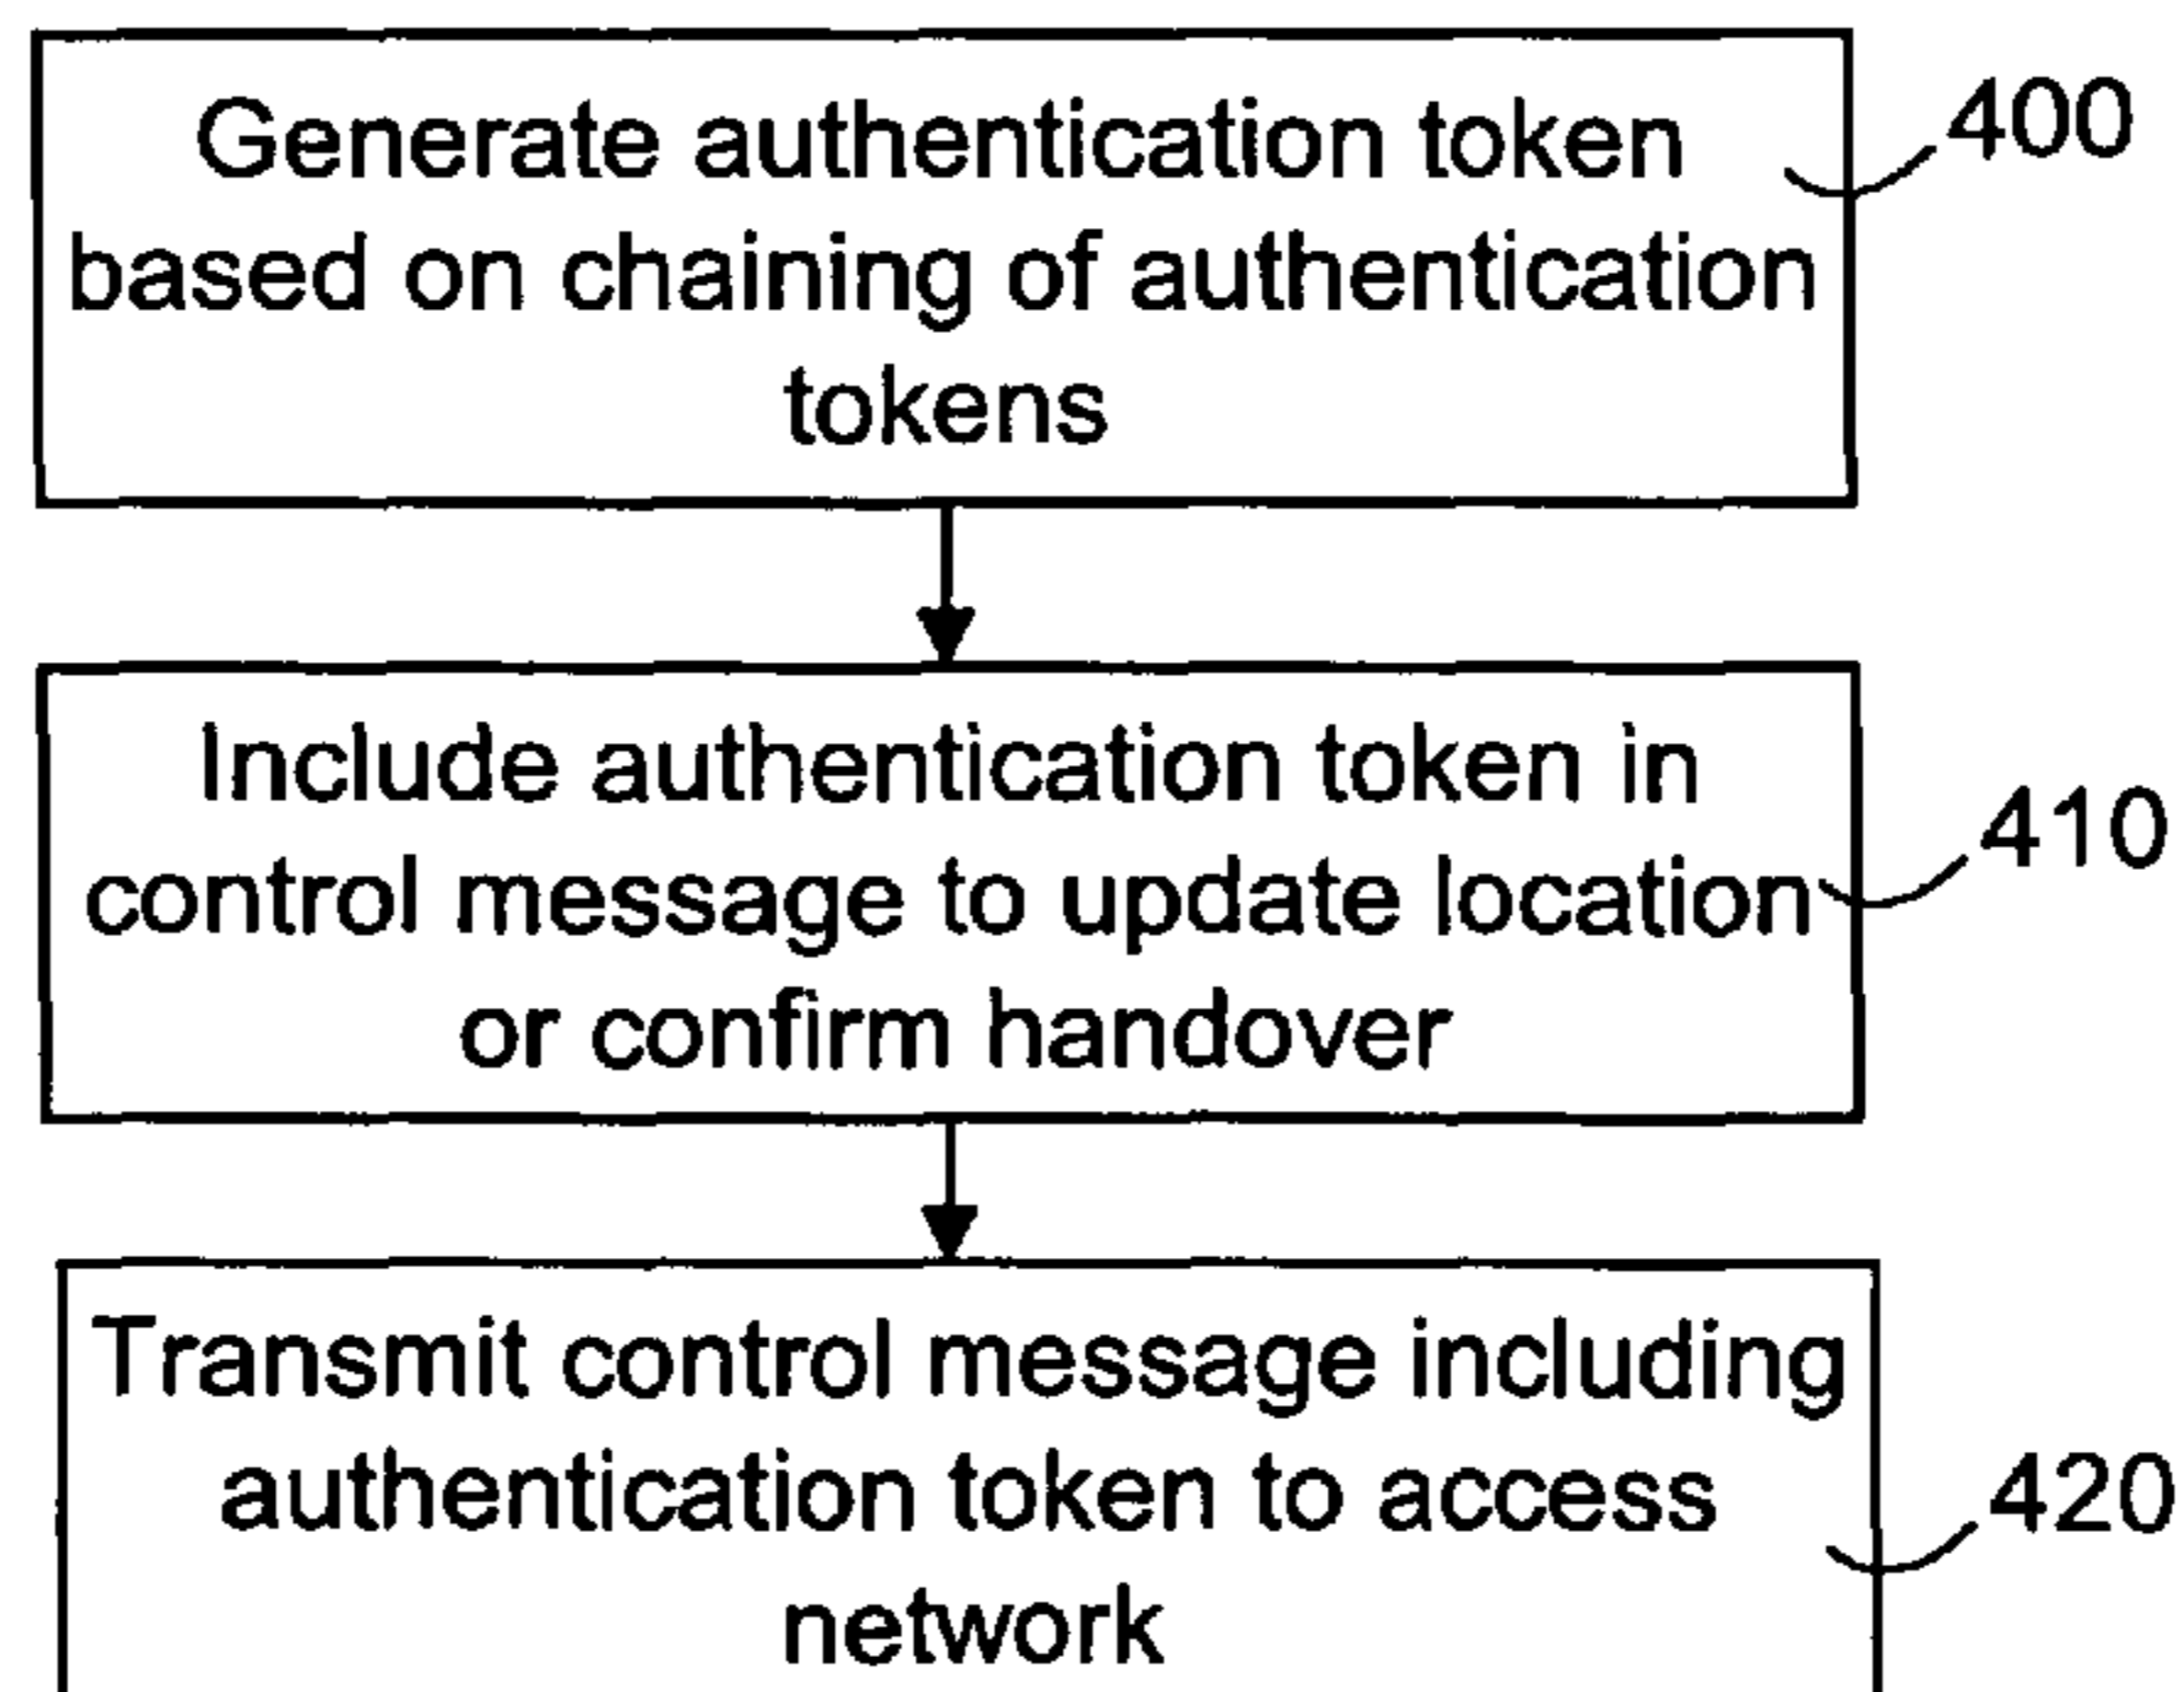 Generate authentication token
400
based on chaining of authentication
tokens
Include authentication token in
410
control message to update location
or confirm handover
Transmit control message including
authentication token to access
420
network